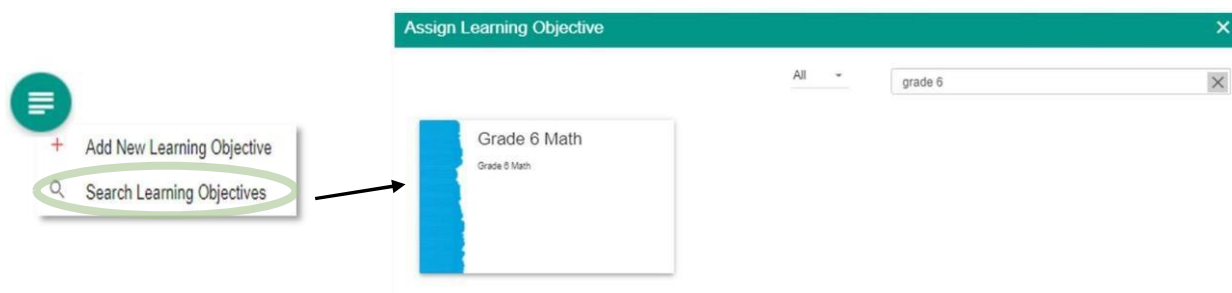 Add New Learning Objective
Search Learning Objectives
Assign Learning Objective
All
grade 6
Grade 6 Math
Grade 6 Math